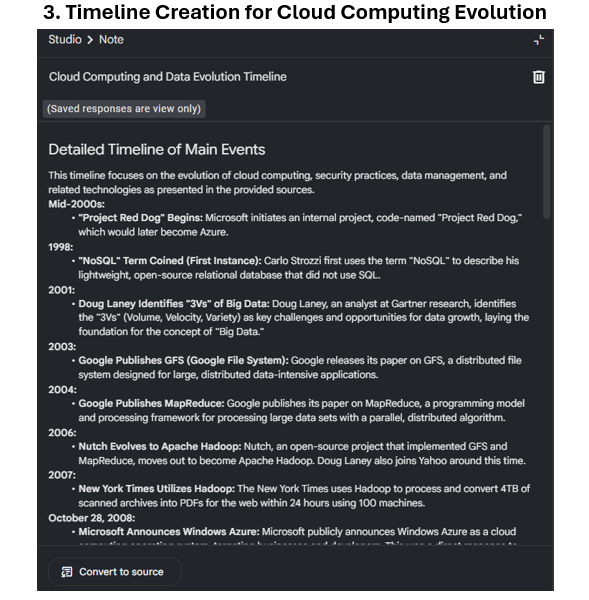 3. Timeline Creation for Cloud Computing Evolution
Studio > Note
Cloud Computing and Data Evolution Timeline
(Saved responses are view only)
Detailed Timeline of Main Events
This timeline focuses on the evolution of cloud computing, security practices, data management, and
related technologies as presented in the provided sources.
Mid-2000s:
• "Project Red Dog" Begins: Microsoft initiates an internal project, code-named "Project Red Dog,"
which would later become Azure.
1998:
• "NoSQL" Term Coined (First Instance): Carlo Strozzi first uses the term "NoSQL" to describe his
lightweight, open-source relational database that did not use SQL.
2001:
• Doug Laney Identifies "3Vs" of Big Data: Doug Laney, an analyst at Gartner research, identifies
the "3Vs" (Volume, Velocity, Variety) as key challenges and opportunities for data growth, laying the
foundation for the concept of "Big Data."
2003:
• Google Publishes GFS (Google File System): Google releases its paper on GFS, a distributed file
system designed for large, distributed data-intensive applications.
2004:
• Google Publishes MapReduce: Google publishes its paper on MapReduce, a programming model
and processing framework for processing large data sets with a parallel, distributed algorithm.
2006:
• Nutch Evolves to Apache Hadoop: Nutch, an open-source project that implemented GFS and
MapReduce, moves out to become Apache Hadoop. Doug Laney also joins Yahoo around this time.
2007:
• New York Times Utilizes Hadoop: The New York Times uses Hadoop to process and convert 4TB of
scanned archives into PDFs for the web within 24 hours using 100 machines.
October 28, 2008:
• Microsoft Announces Windows Azure: Microsoft publicly announces Windows Azure as a cloud
Convert to source